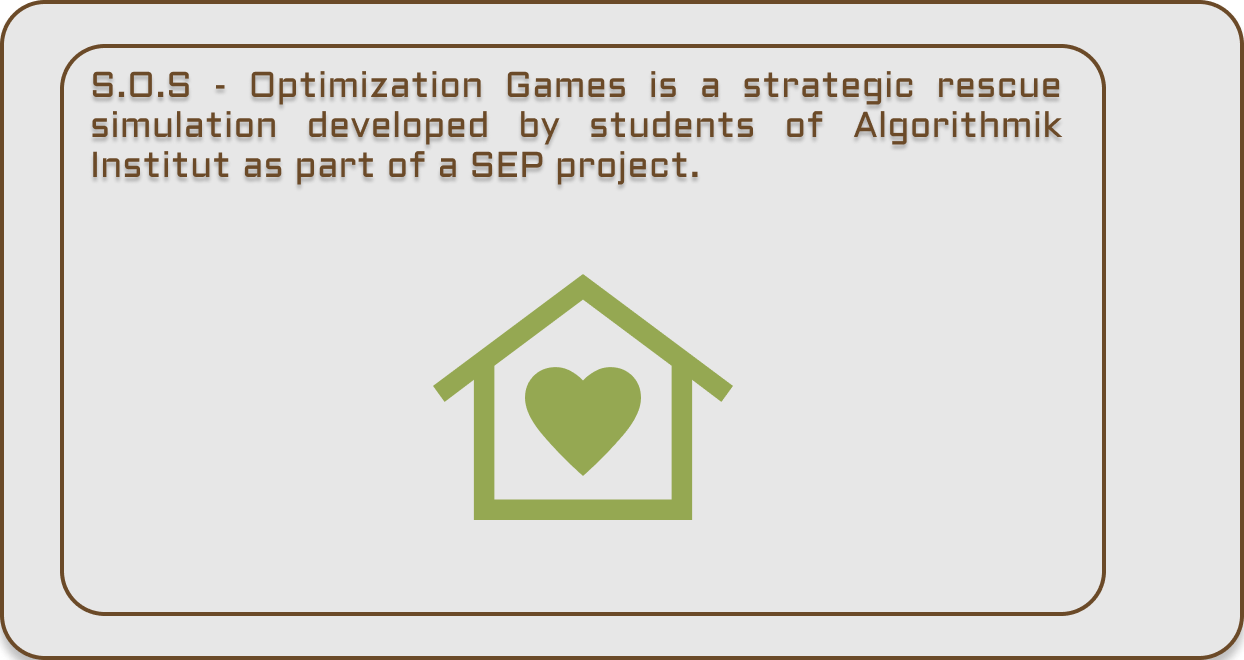 S.O.S - Optimization Games is a strategic rescue
simulation developed by students of Algorithmik
Institut as part of a SEP project.